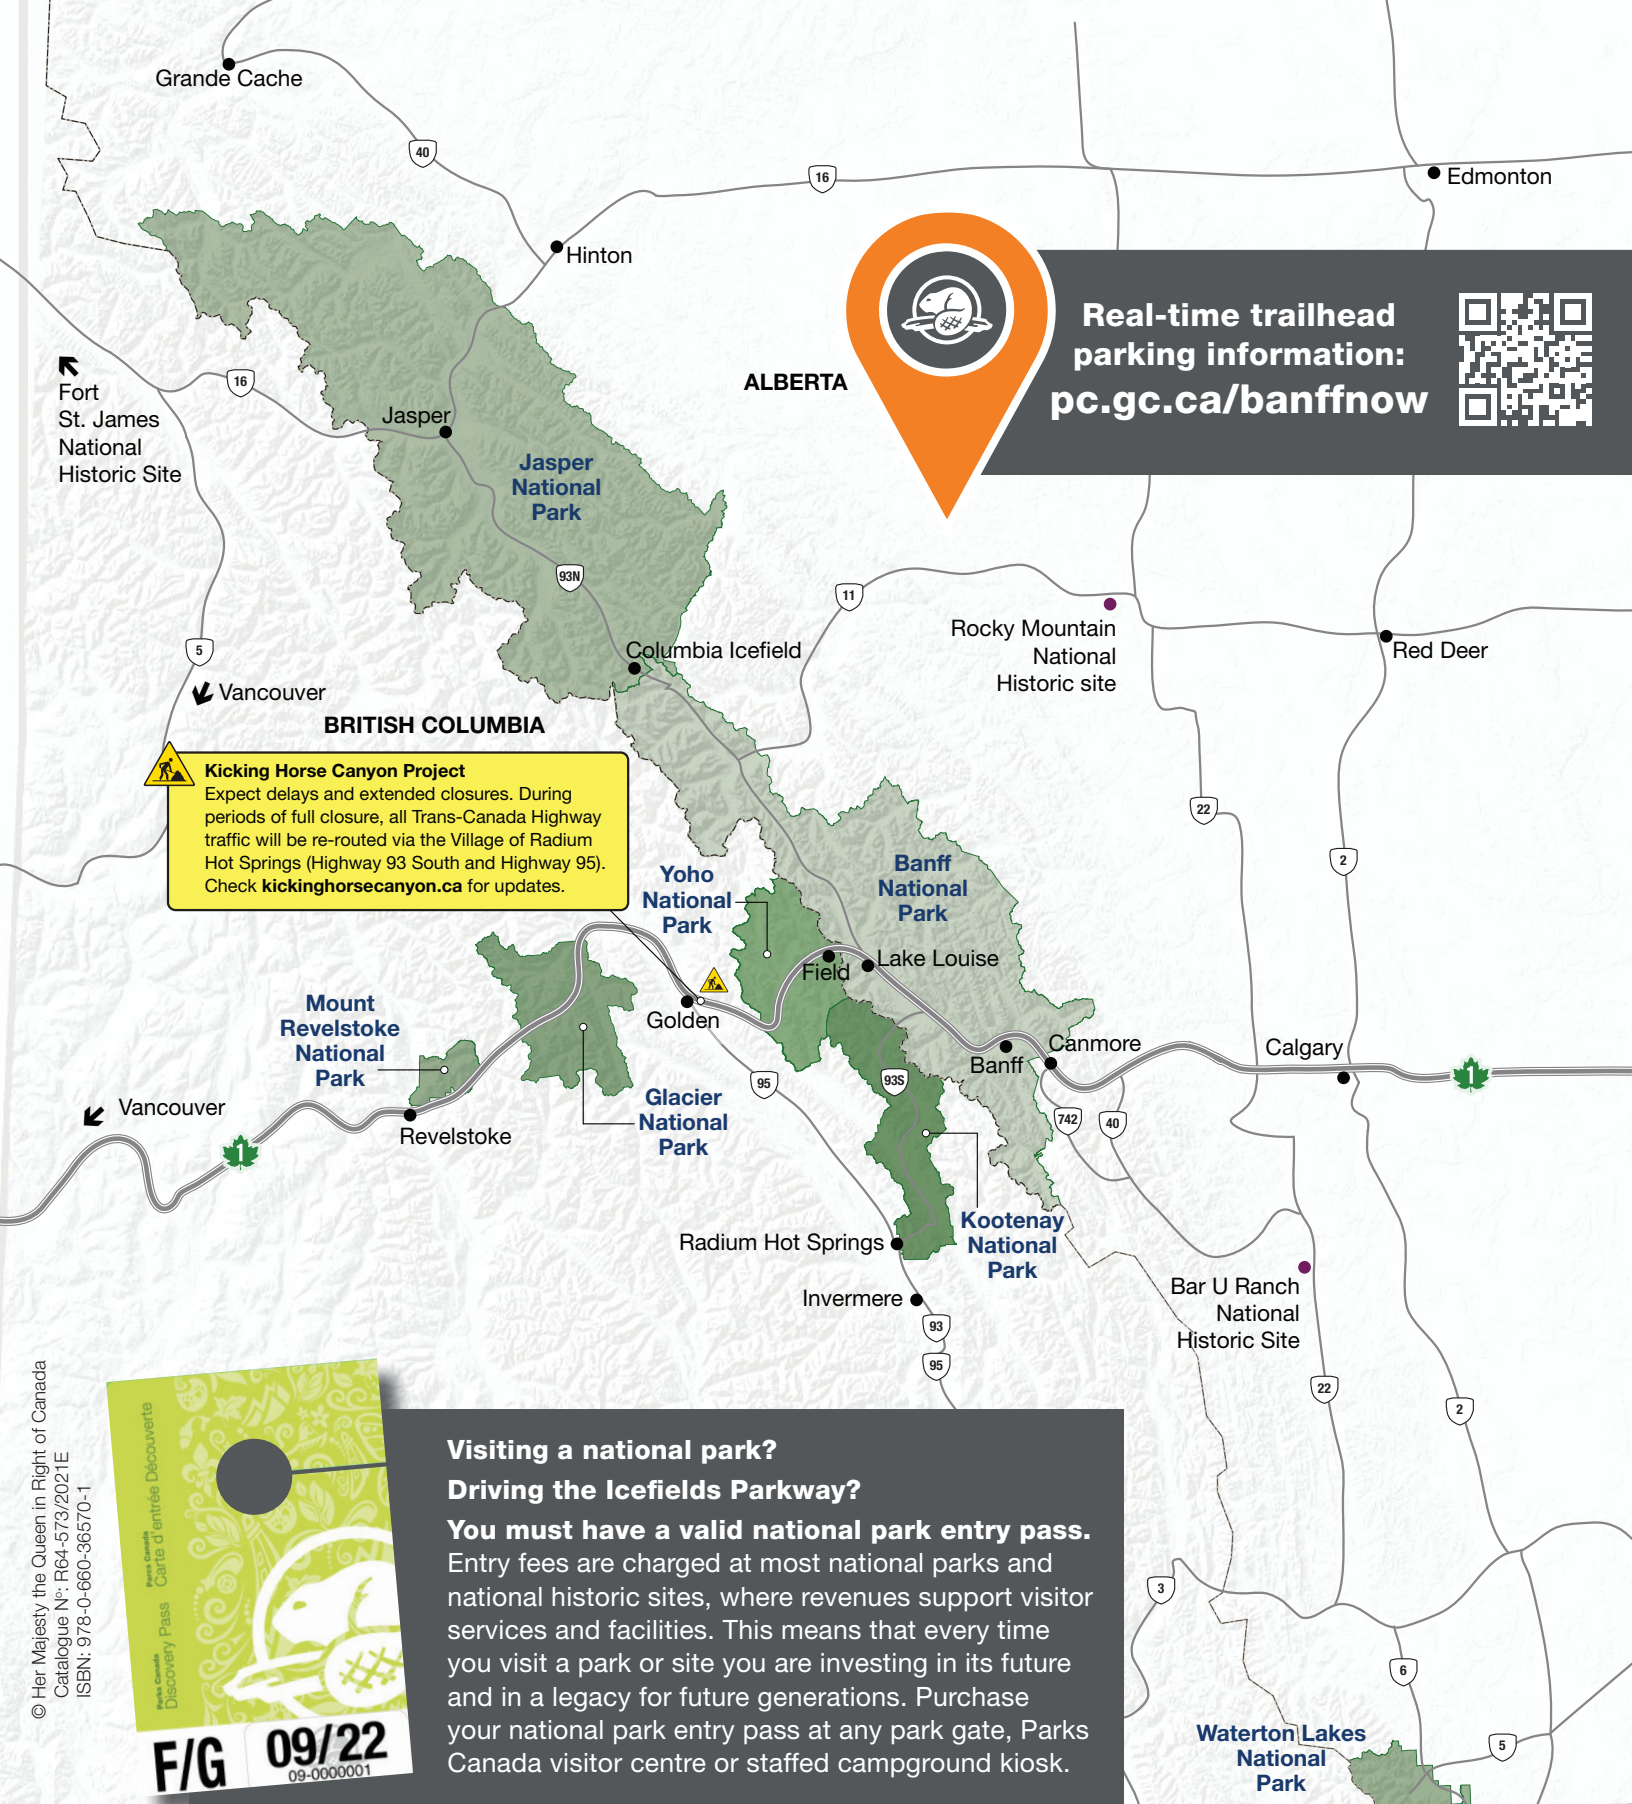 Grande Cache
40
16
Edmonton
Hinton
Real-time trailhead
parking information:
pc.gc.ca/banffnow
ALBERTA
Fort
St. James
National
Historic Site
16
Jasper
Jasper
National
Park
93N
11
Rocky Mountain
National
Historic site
Red Deer
5
Vancouver
Columbia Icefield
BRITISH COLUMBIA
Kicking Horse Canyon Project
Expect delays and extended closures. During
periods of full closure, all Trans-Canada Highway
traffic will be re-routed via the Village of Radium
Hot Springs (Highway 93 South and Highway 95).
Check kickinghorsecanyon.ca for updates.
22
2
Yoho
National
Park
Banff
National
Park
Field
Lake Louise
Golden
Mount
Revelstoke
National
Park
Banff
Canmore
Calgary
1
95
93S
742
40
Glacier
National
Park
Vancouver
Revelstoke
1
Kootenay
National
Park
Radium Hot Springs
Invermere
93
95
Bar U Ranch
National
Historic Site
22
2
© Her Majesty the Queen in Right of Canada
Catalogue Nº: R64-573/2021E
ISBN: 978-0-660-36570-1
Parks Canada
Discovery Pass
Parcs Canada
Carte d'entrée Découverte
F/G
09/22
09-0000001
Visiting a national park?
Driving the Icefields Parkway?
You must have a valid national park entry pass.
Entry fees are charged at most national parks and
national historic sites, where revenues support visitor
services and facilities. This means that every time
you visit a park or site you are investing in its future
and in a legacy for future generations. Purchase
your national park entry pass at any park gate, Parks
Canada visitor centre or staffed campground kiosk.
3
6
5
Waterton Lakes
National
Park